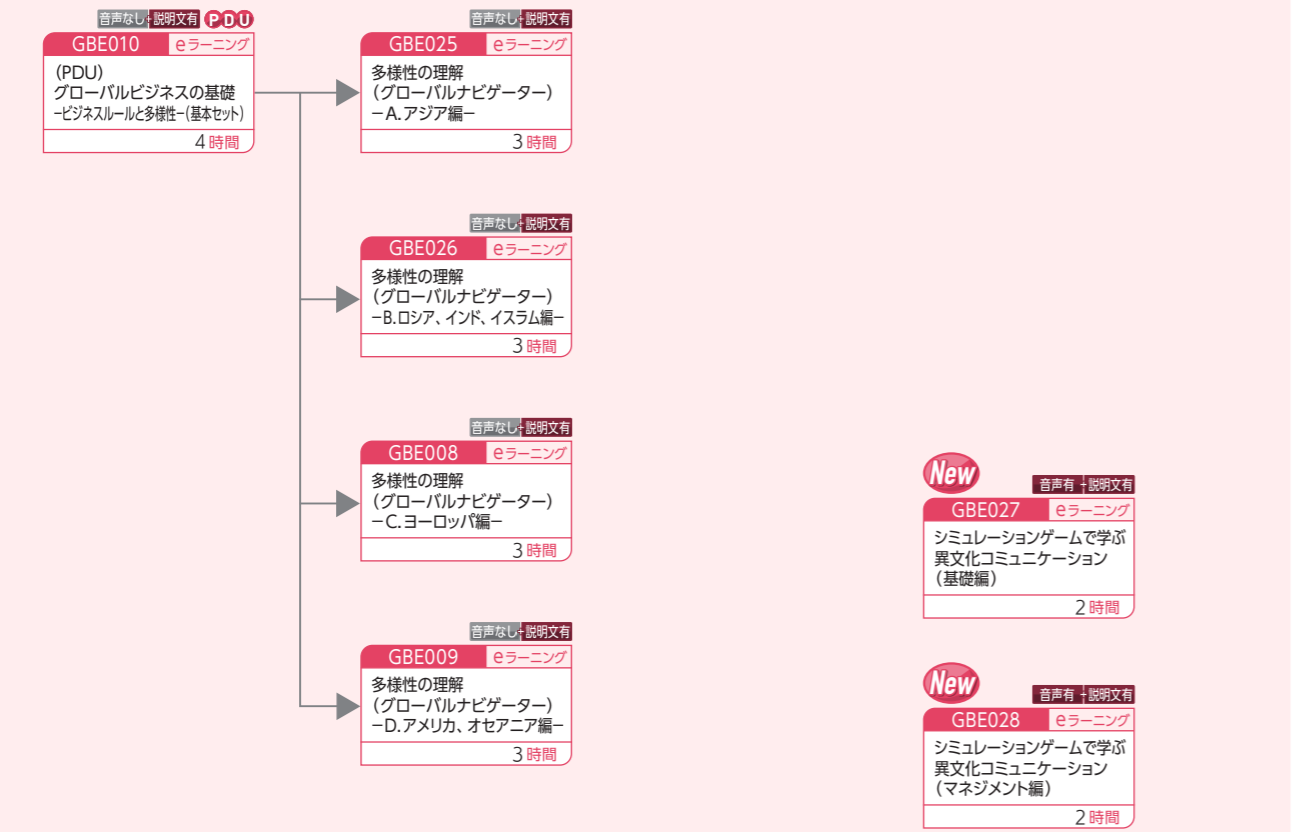 音声なし+説明文有 PDU
GBE010 eラーニング
(PDU)
グローバルビジネスの基礎
−ビジネスルールと多様性−(基本セット)
4時間
音声なし+説明文有
GBE025 eラーニング
多様性の理解
(グローバルナビゲーター)
−A.アジア編−
3時間
音声なし+説明文有
GBE026 eラーニング
多様性の理解
(グローバルナビゲーター)
−B.ロシア、インド、イスラム編−
3時間
音声なし+説明文有
GBE008 eラーニング
多様性の理解
(グローバルナビゲーター)
−C.ヨーロッパ編−
3時間
音声なし+説明文有
GBE009 eラーニング
多様性の理解
(グローバルナビゲーター)
−D.アメリカ、オセアニア編−
3時間
New
音声有+説明文有
GBE027 eラーニング
シミュレーションゲームで学ぶ
異文化コミュニケーション
(基礎編)
2時間
New
音声有+説明文有
GBE028 eラーニング
シミュレーションゲームで学ぶ
異文化コミュニケーション
(マネジメント編)
2時間